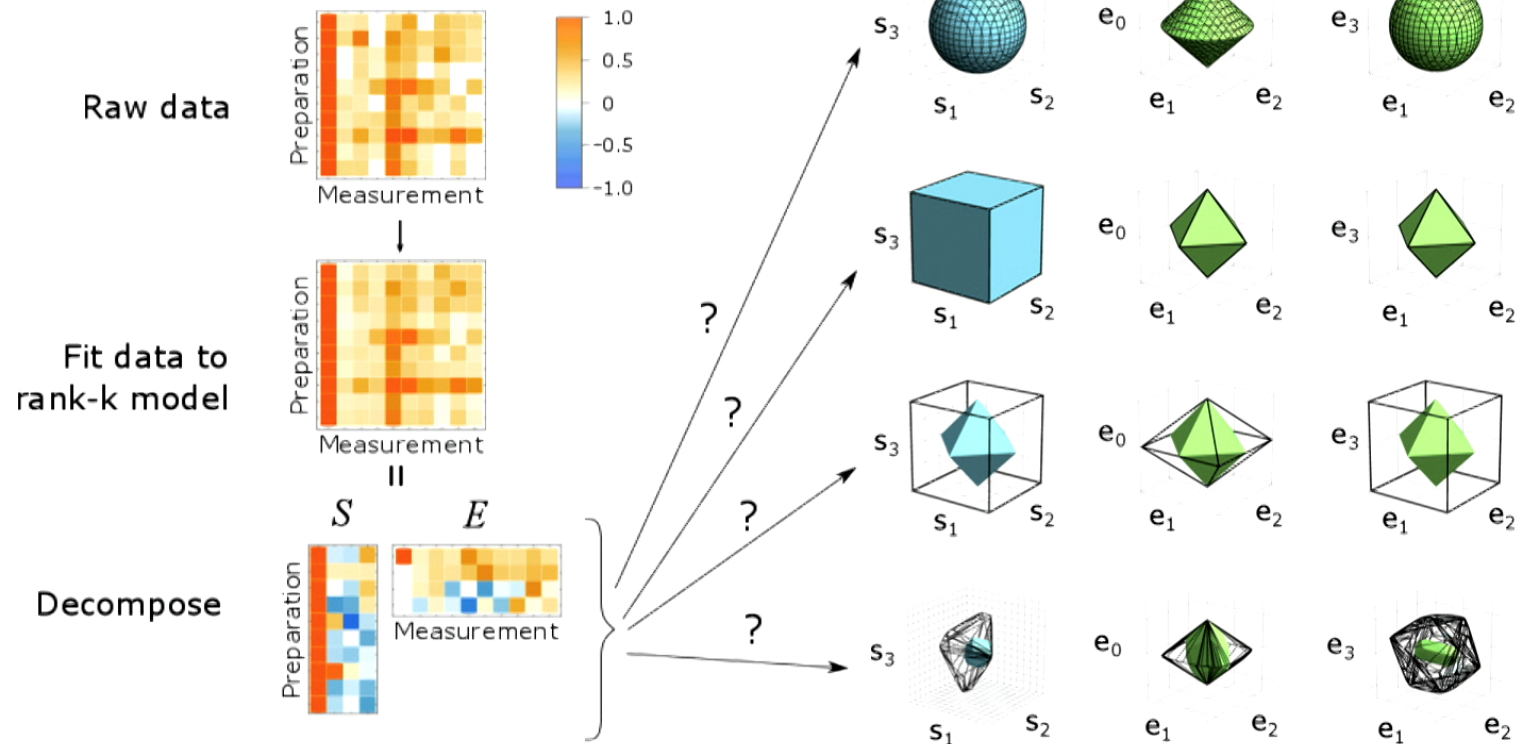 Raw data
Preparation
Measurement
1.0
0.5
0
-0.5
-1.0
Fit data to
rank-k model
Preparation
Measurement
=
S
E
Decompose
Preparation
Measurement
?
?
?
?
s3
s1
s2
e0
e1
e2
e3
e1
e2
s3
s1
s2
e0
e1
e2
e3
e1
e2
s3
s1
s2
e0
e1
e2
e3
e1
e2
s3
s1
s2
e0
e1
e2
e3
e1
e2